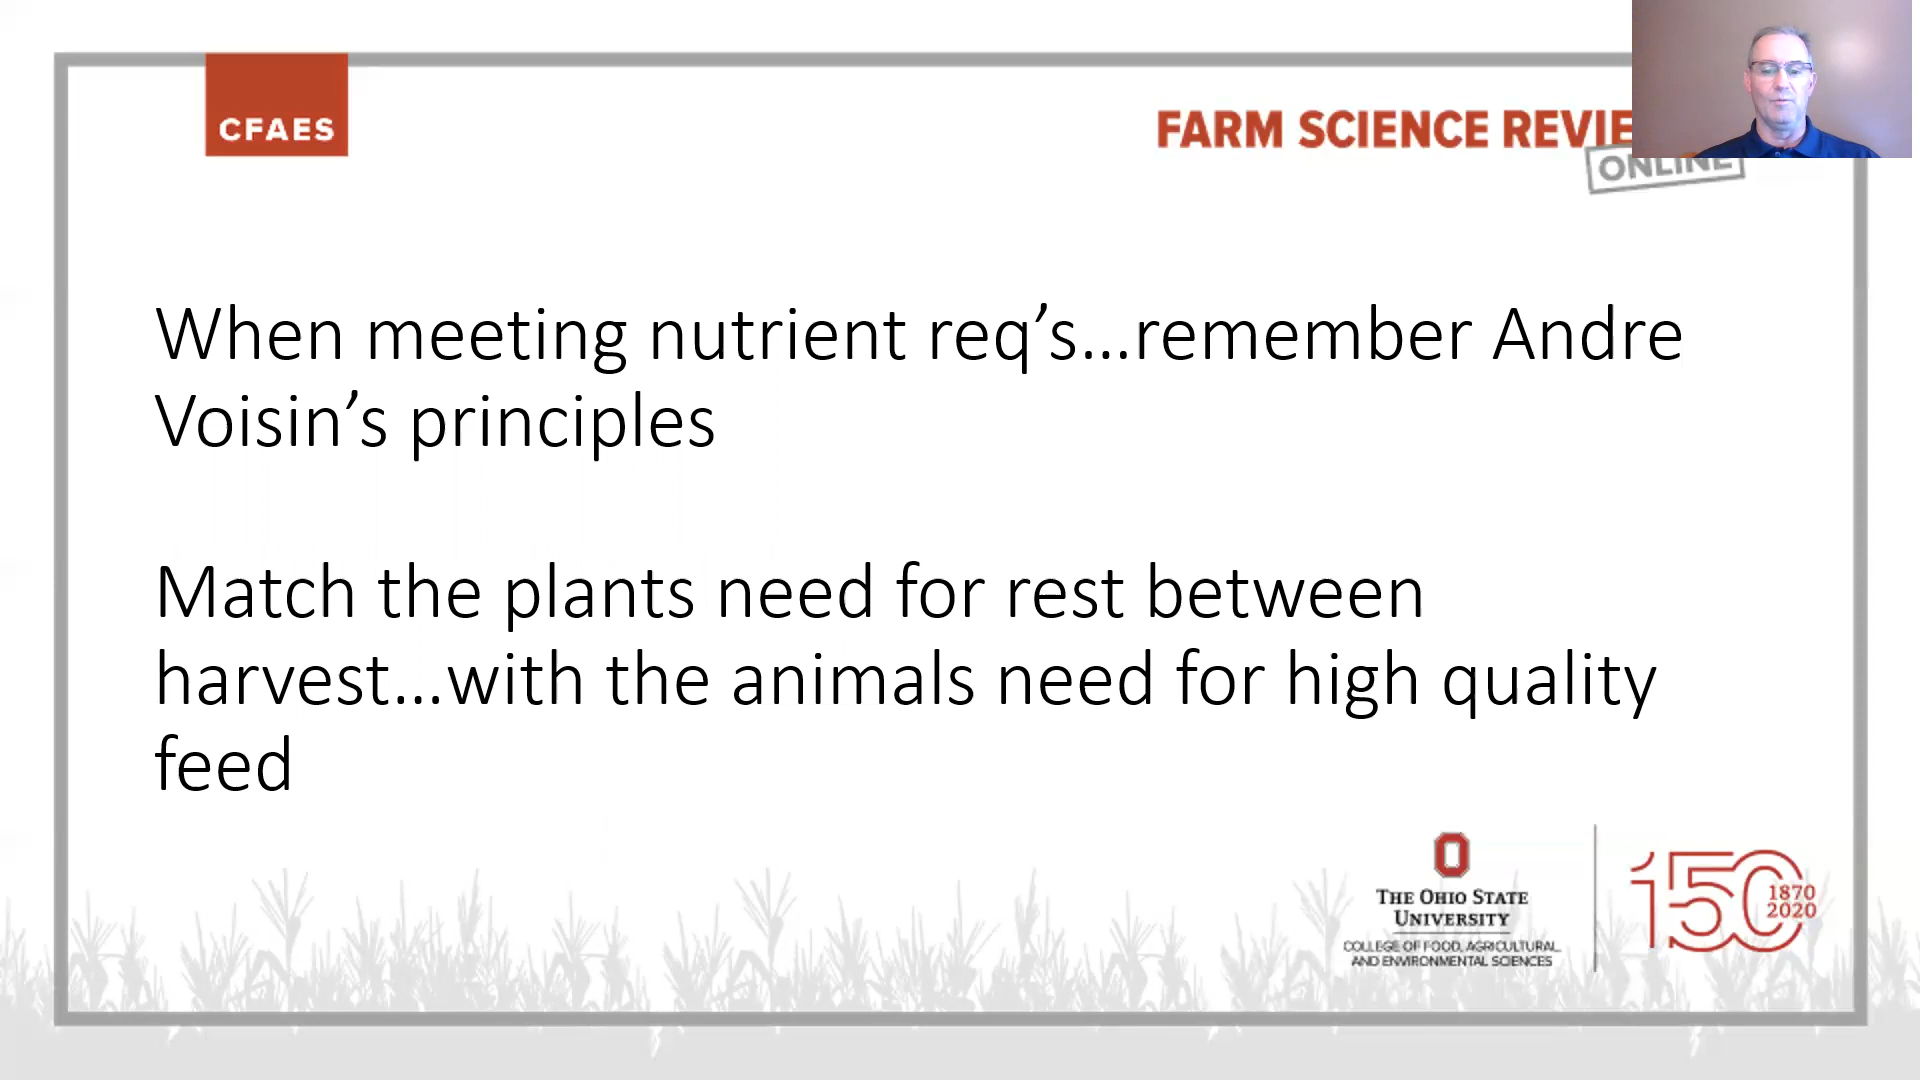 CFAES
FARM SCIENCE REVIE
ONLINE
When meeting nutrient req’s...remember Andre
Voisin’s principles
Match the plants need for rest between
harvest...with the animals need for high quality
feed
THE OHIO STATE
UNIVERSITY
COLLEGE OF FOOD, AGRICULTURAL,
AND ENVIRONMENTAL SCIENCES
150
1870
2020